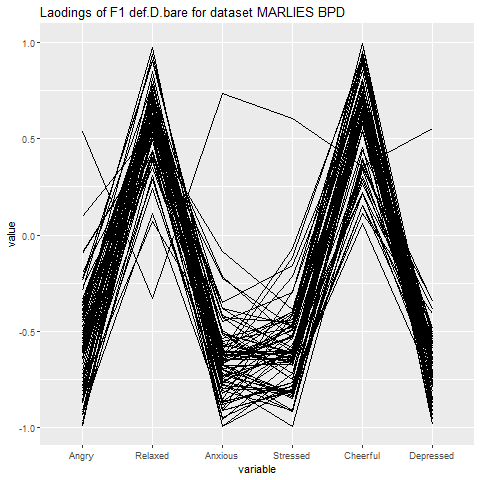 Laodings of F1 def.D.bare for dataset MARLIES BPD
1.0
0.5
0.0
-0.5
-1.0
value
Angry Relaxed Anxious Stressed Cheerful Depressed
variable